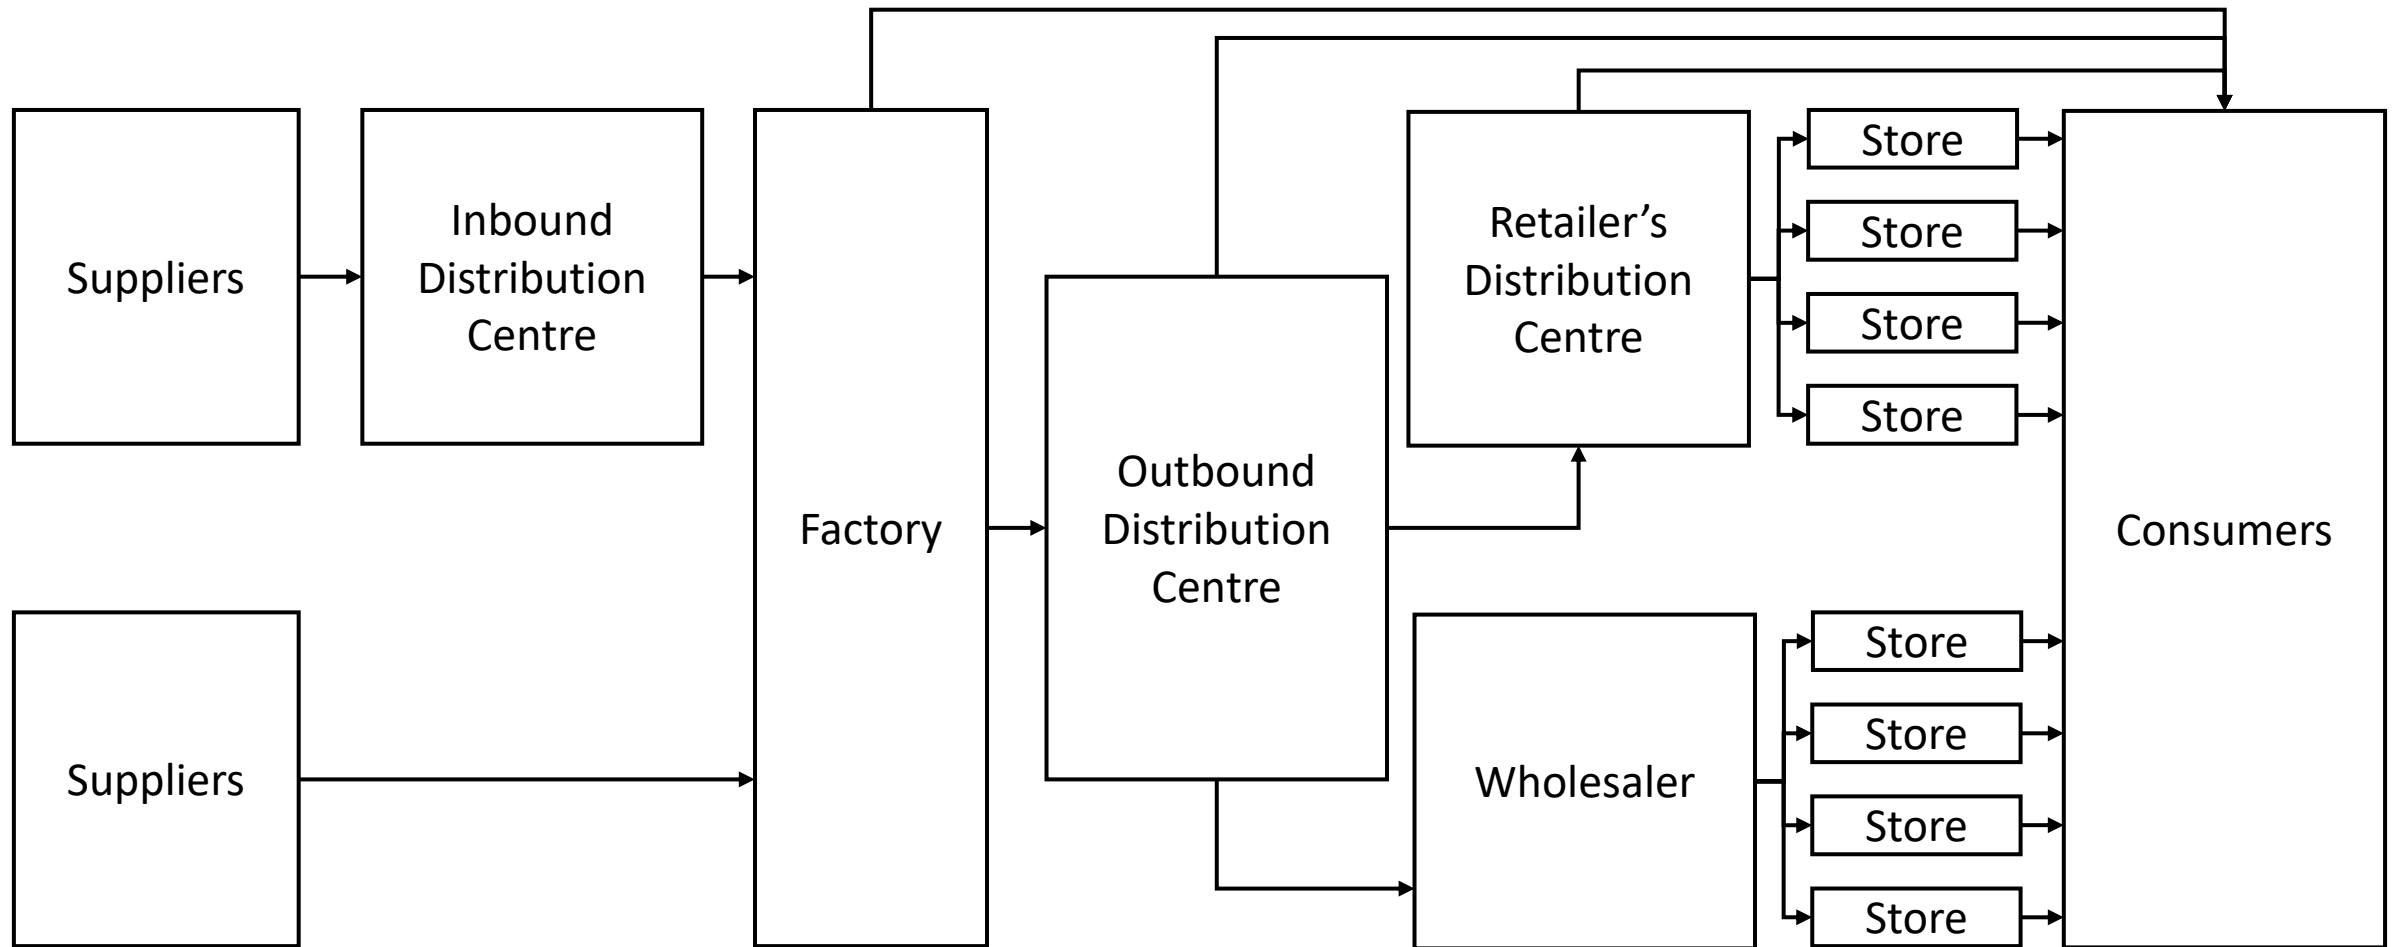 Suppliers
Inbound
Distribution
Centre
Suppliers
Factory
Outbound
Distribution
Centre
Retailer’s
Distribution
Centre
Store
Store
Store
Store
Wholesaler
Store
Store
Store
Store
Consumers